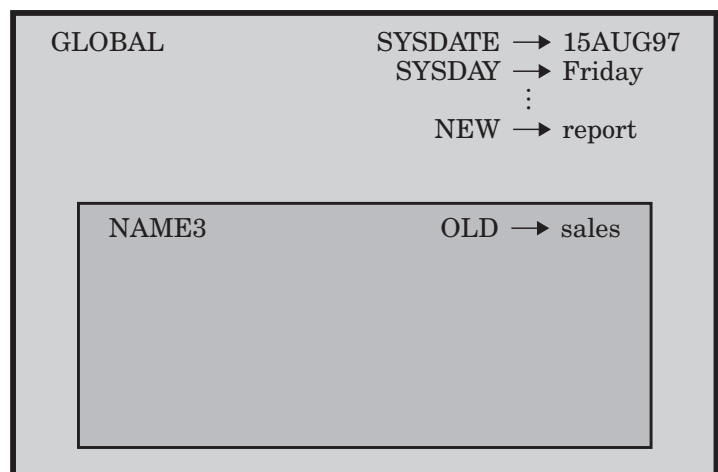 GLOBAL SYSDATE → 15AUG97
SYSDAY → Friday
⋮
NEW → report
NAME3 OLD → sales